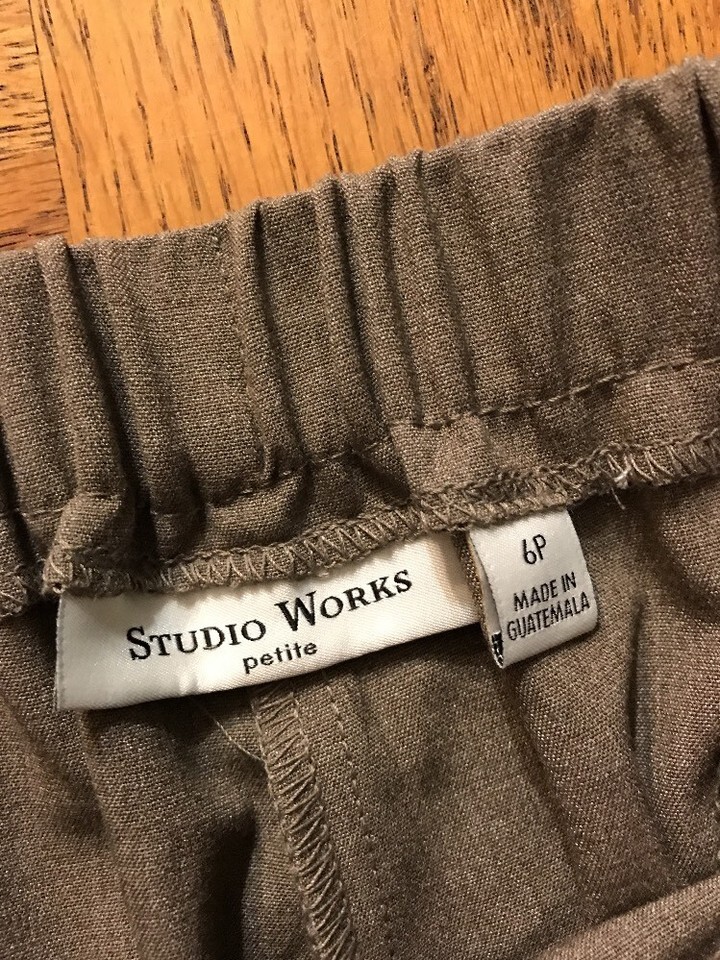 STUDIO WORKS
petite
6P
MADE IN
GUATEMALA